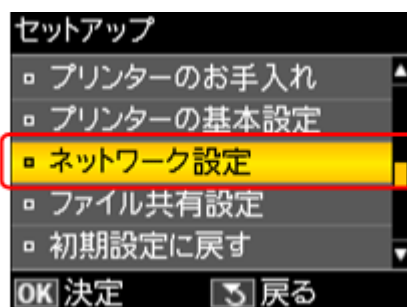 セットアップ
プリンターのお手入れ
プリンターの基本設定
ネットワーク設定
ファイル共有設定
初期設定に戻す
OK 決定 戻る